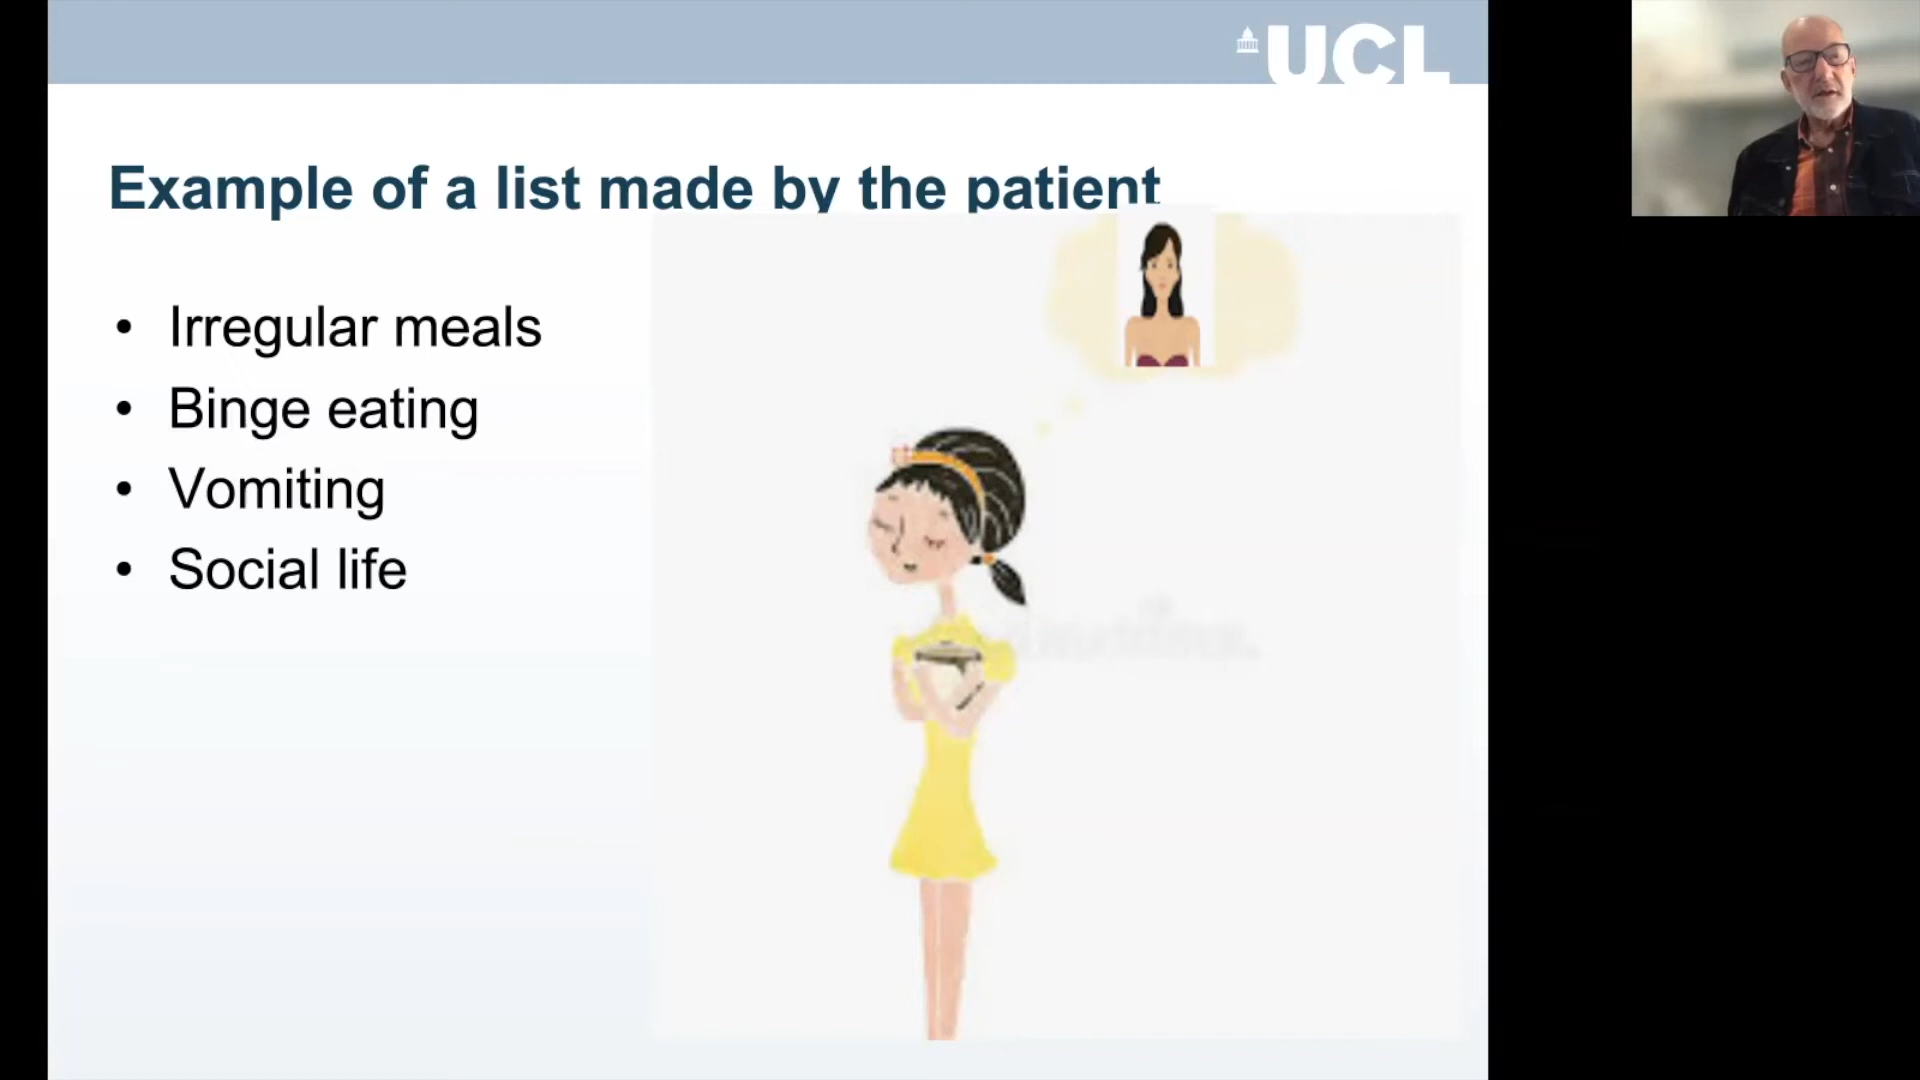 UCL
Example of a list made by the patient
• Irregular meals
• Binge eating
• Vomiting
• Social life